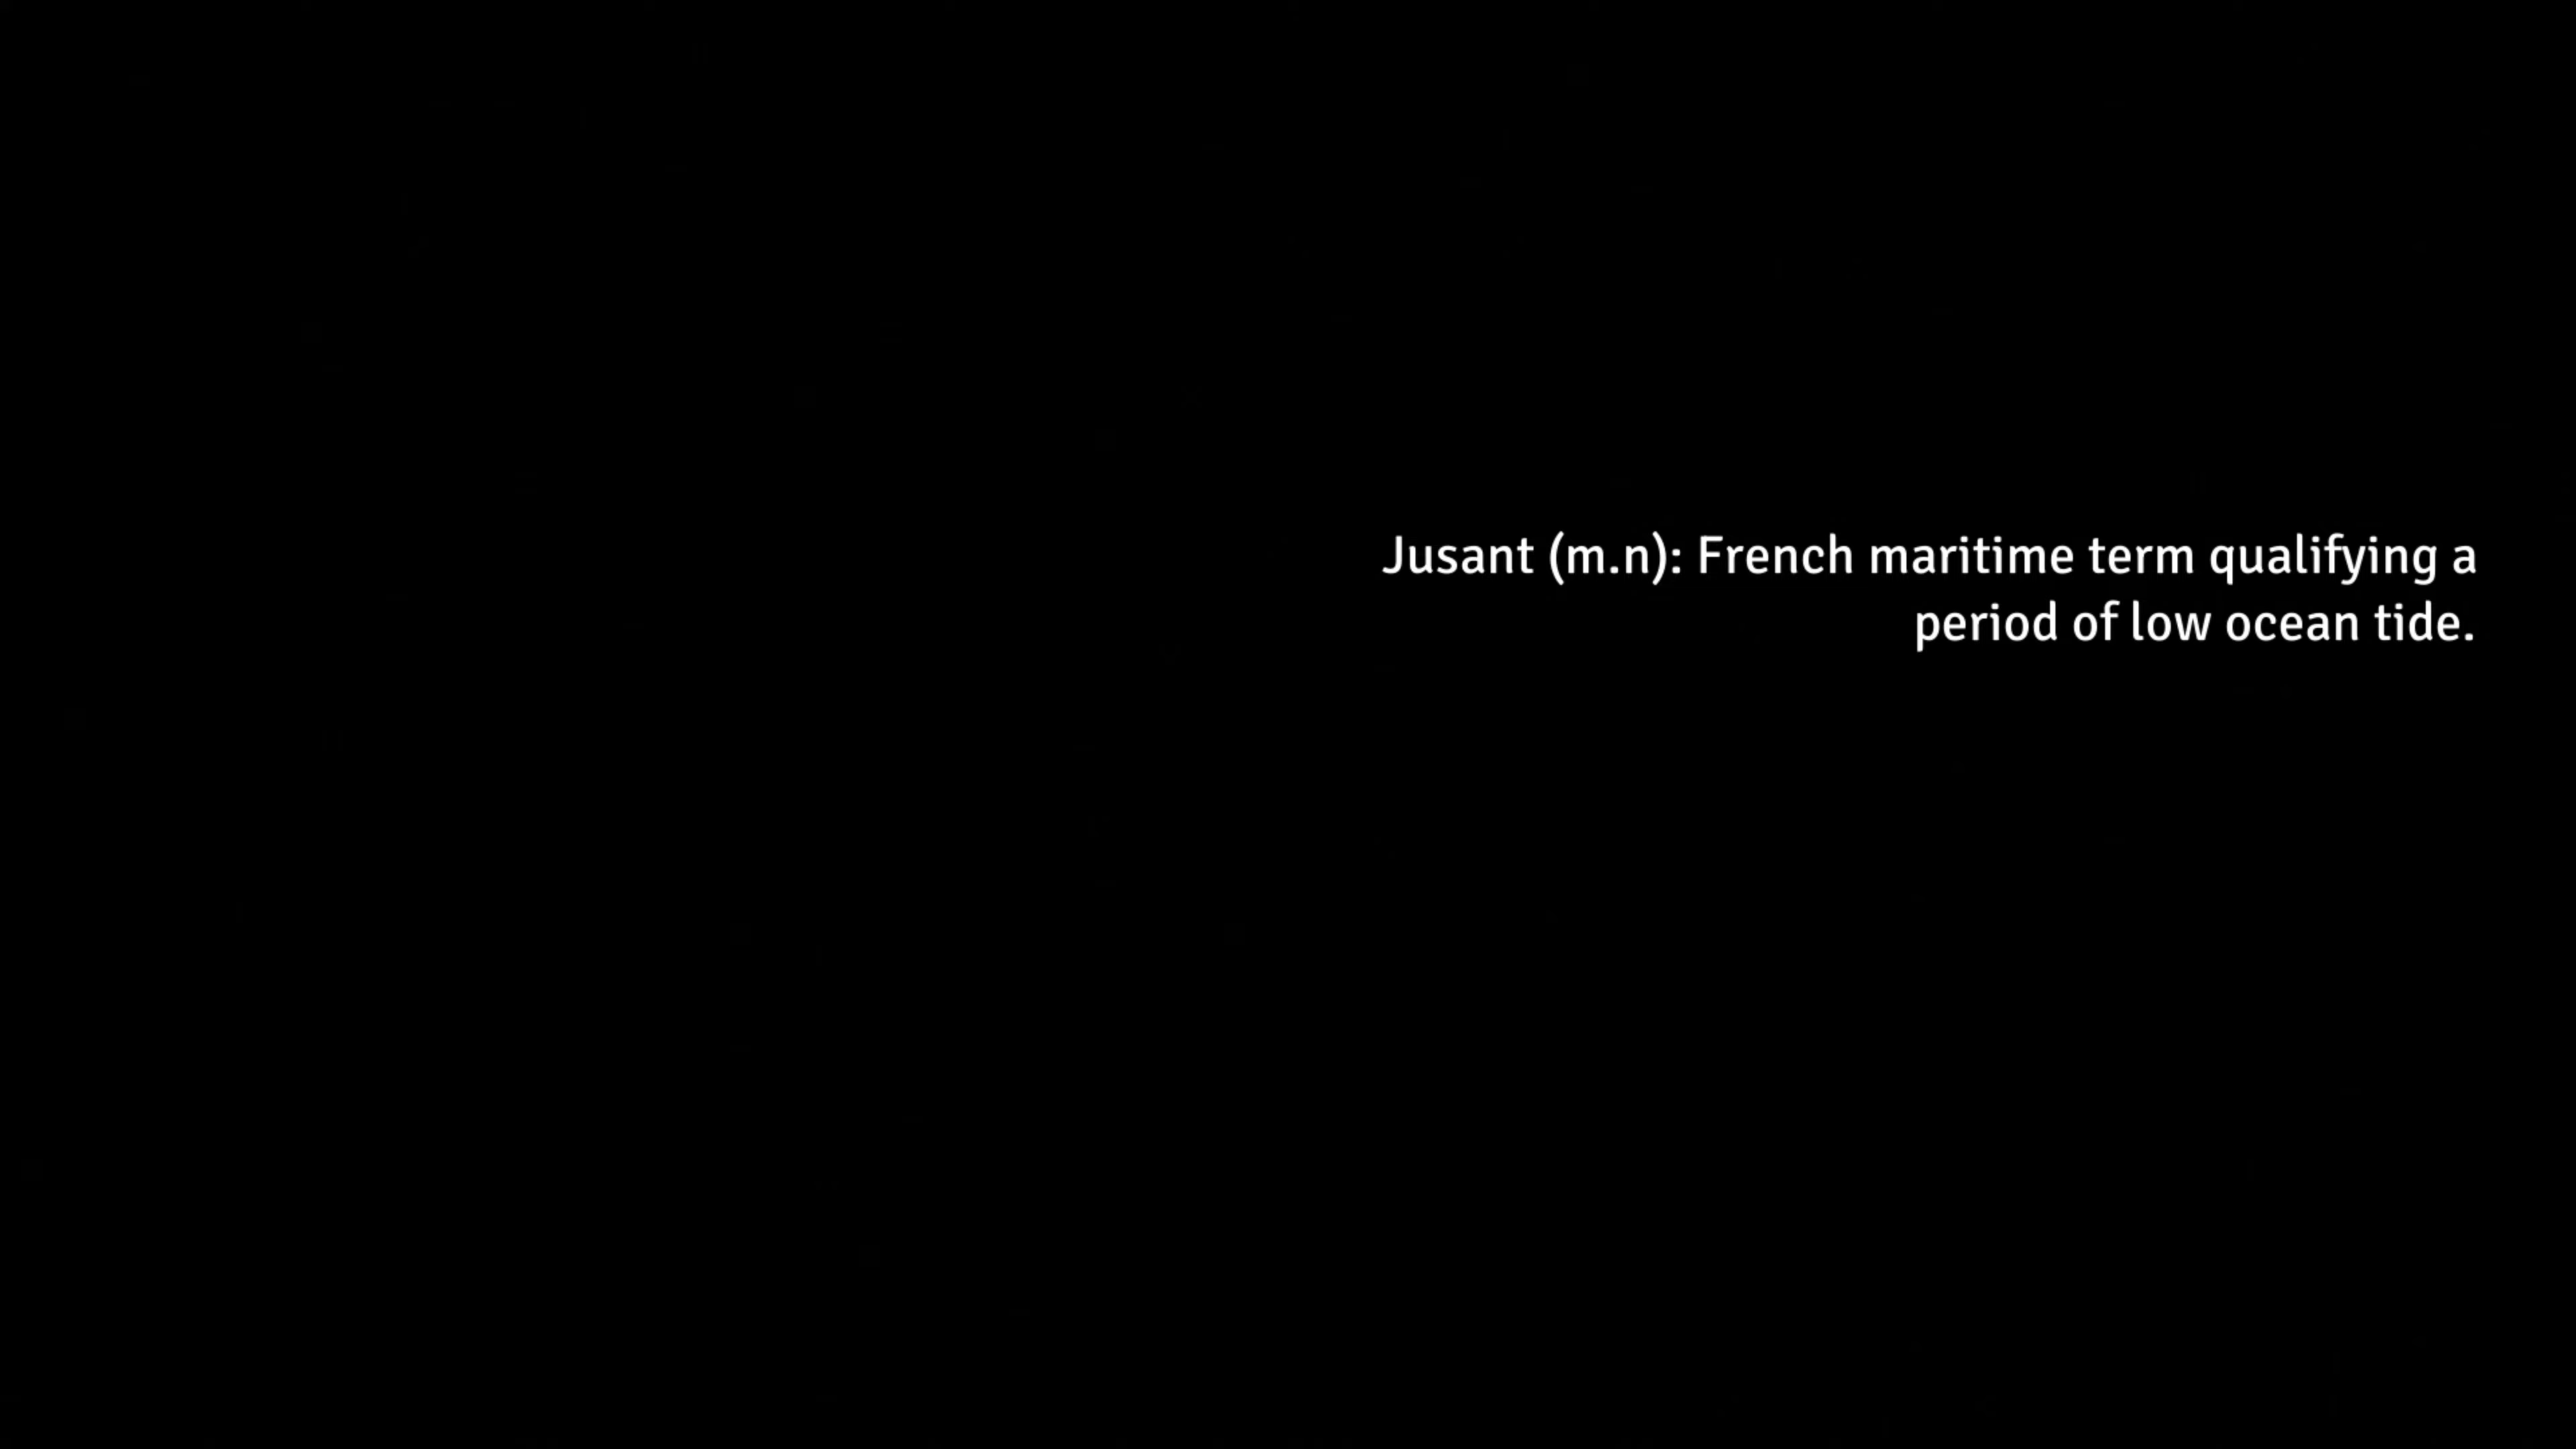 Jusant (m.n): French maritime term qualifying a
period of low ocean tide.